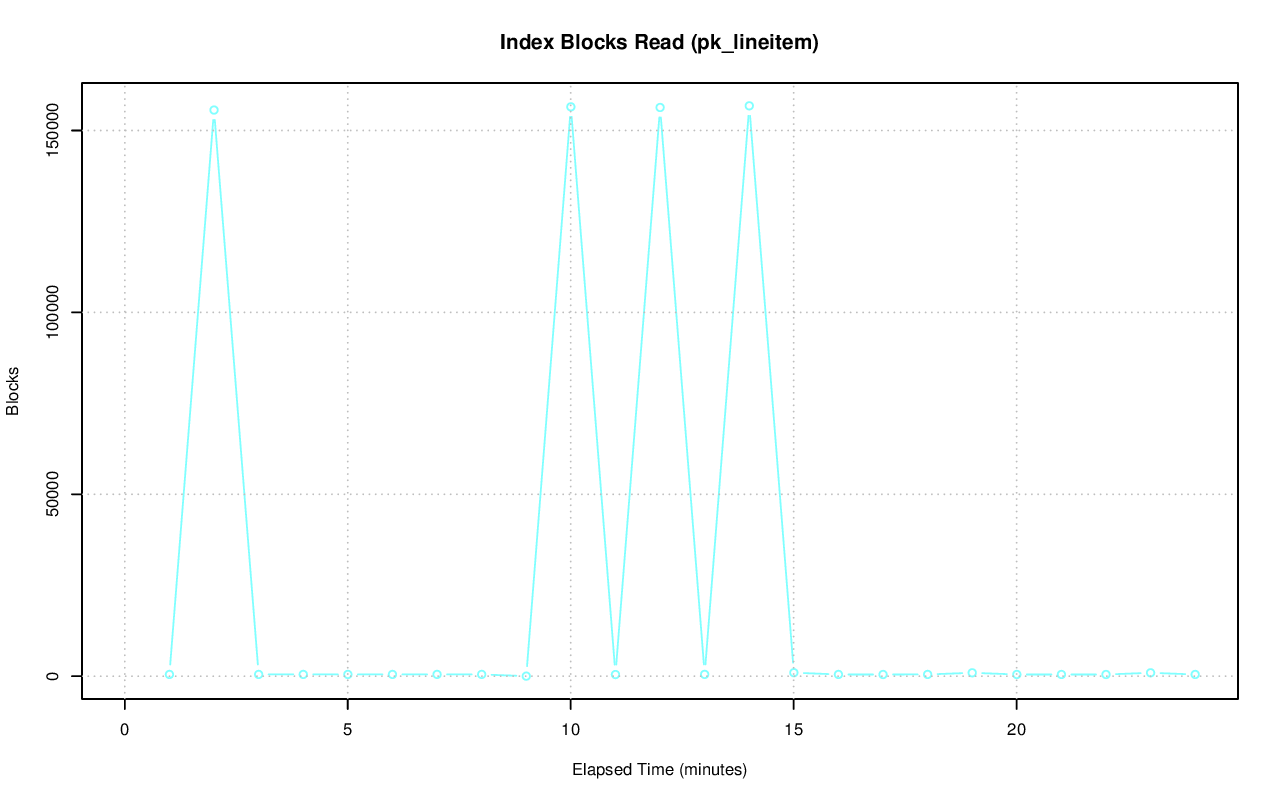 Index Blocks Read (pk_lineitem)
150000
100000
50000
0
Blocks
0 5 10 15 20
Elapsed Time (minutes)